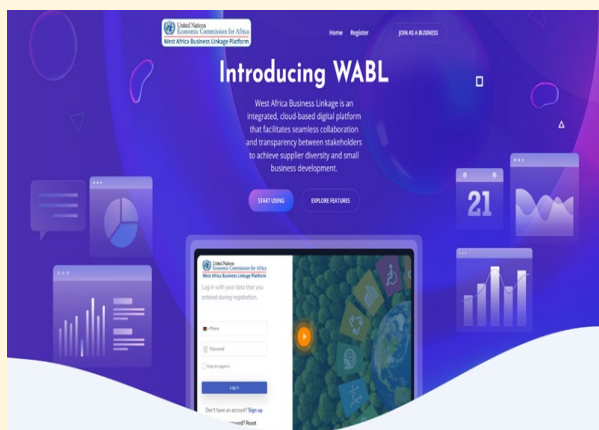 United Nations
Economic Commission for Africa
West Africa Business Linkage Platform
Home Register JOIN AS A BUSINESS
Introducing WABL
West Africa Business Linkage is an
integrated, cloud-based digital platform
that facilitates seamless collaboration
and transparency between stakeholders
to achieve supplier diversity and small
business development.
START USING EXPLORE FEATURES
21
United Nations
Economic Commission for Africa
West Africa Business Linkage Platform
Log in with your data that you
entered during registration.
Phone
Password
Log in
Don't have an account? Sign up
password? Reset